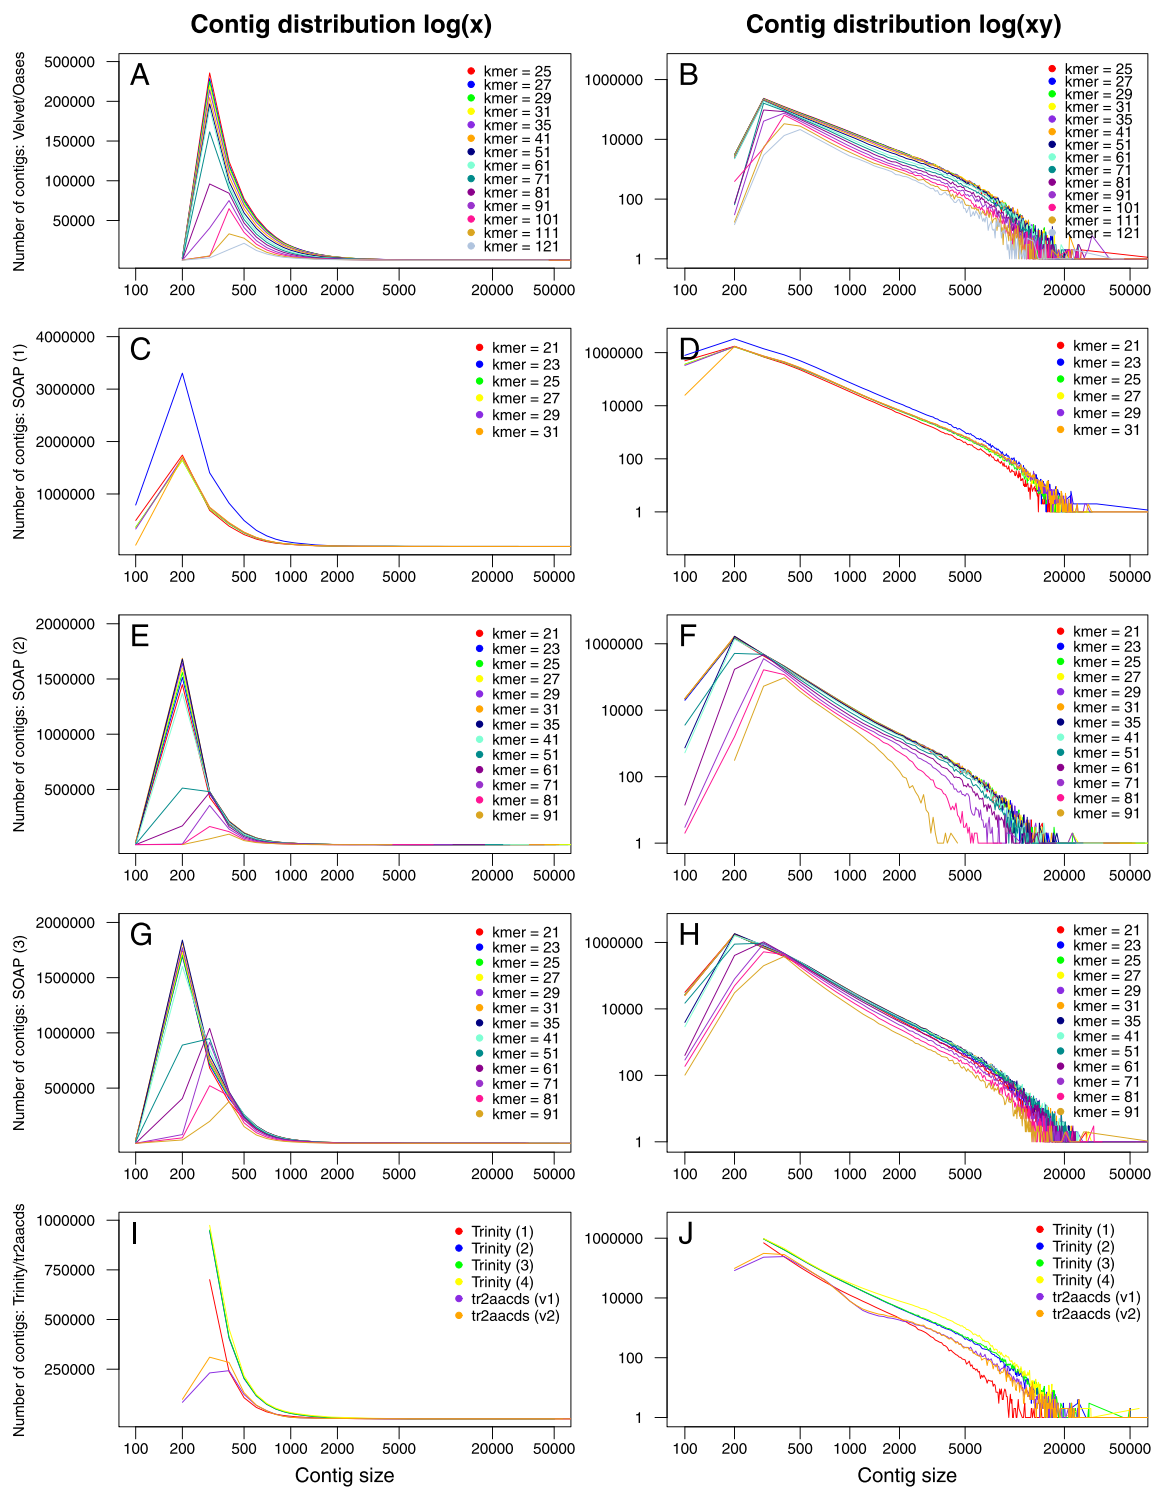 Contig distribution log(x)
Contig distribution log(xy)
Number of contigs: Velvet/Oases
A
500000
200000
150000
100000
50000
kmer = 25
kmer = 27
kmer = 29
kmer = 31
kmer = 35
kmer = 41
kmer = 51
kmer = 61
kmer = 71
kmer = 81
kmer = 91
kmer = 101
kmer = 111
kmer = 121
100 200 500 1000 2000 5000 20000 50000
B
1000000
10000
100
1
kmer = 25
kmer = 27
kmer = 29
kmer = 31
kmer = 35
kmer = 41
kmer = 51
kmer = 61
kmer = 71
kmer = 81
kmer = 91
kmer = 101
kmer = 111
kmer = 121
100 200 500 1000 2000 5000 20000 50000
Number of contigs: SOAP (1)
C
4000000
3000000
2000000
1000000
kmer = 21
kmer = 23
kmer = 25
kmer = 27
kmer = 29
kmer = 31
100 200 500 1000 2000 5000 20000 50000
D
1000000
10000
100
1
kmer = 21
kmer = 23
kmer = 25
kmer = 27
kmer = 29
kmer = 31
100 200 500 1000 2000 5000 20000 50000
Number of contigs: SOAP (2)
E
2000000
1500000
1000000
500000
kmer = 21
kmer = 23
kmer = 25
kmer = 27
kmer = 29
kmer = 31
kmer = 35
kmer = 41
kmer = 51
kmer = 61
kmer = 71
kmer = 81
kmer = 91
100 200 500 1000 2000 5000 20000 50000
F
1000000
10000
100
1
kmer = 21
kmer = 23
kmer = 25
kmer = 27
kmer = 29
kmer = 31
kmer = 35
kmer = 41
kmer = 51
kmer = 61
kmer = 71
kmer = 81
kmer = 91
100 200 500 1000 2000 5000 20000 50000
Number of contigs: SOAP (3)
G
2000000
1500000
1000000
500000
kmer = 21
kmer = 23
kmer = 25
kmer = 27
kmer = 29
kmer = 31
kmer = 35
kmer = 41
kmer = 51
kmer = 61
kmer = 71
kmer = 81
kmer = 91
100 200 500 1000 2000 5000 20000 50000
H
1000000
10000
100
1
kmer = 21
kmer = 23
kmer = 25
kmer = 27
kmer = 29
kmer = 31
kmer = 35
kmer = 41
kmer = 51
kmer = 61
kmer = 71
kmer = 81
kmer = 91
100 200 500 1000 2000 5000 20000 50000
Number of contigs: Trinity/tr2aacds
I
1000000
750000
500000
250000
Trinity (1)
Trinity (2)
Trinity (3)
Trinity (4)
tr2aacds (v1)
tr2aacds (v2)
100 200 500 1000 2000 5000 20000 50000
Contig size
J
1000000
10000
100
1
Trinity (1)
Trinity (2)
Trinity (3)
Trinity (4)
tr2aacds (v1)
tr2aacds (v2)
100 200 500 1000 2000 5000 20000 50000
Contig size